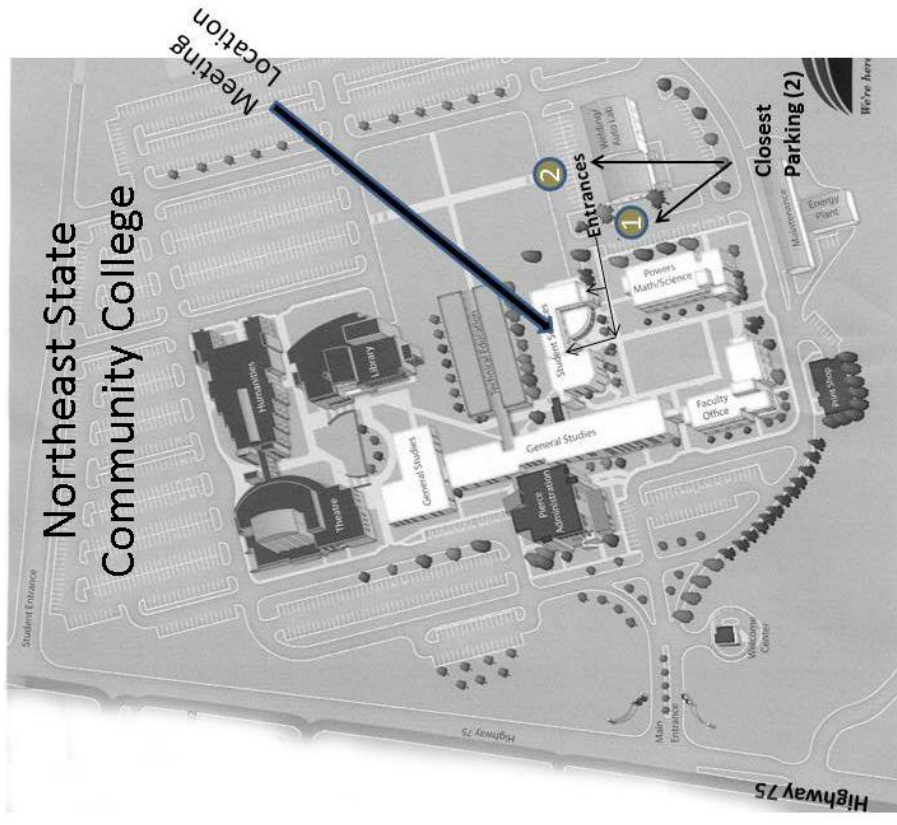 Northeast State
Community College
Meeting
Location
Student Entrance
Humanities
Library
Theatre
General Studies
Technical Education
General Studies
Pierce
Administration
Student
Entrances
2
1
Welding/
Auto Lab
Powers
Math/Science
Faculty
Office
Closest
Parking (2)
Maintenance
Energy
Plant
Print Shop
Welcome
Center
Main
Entrance
Highway 75
Highway 75
We're here